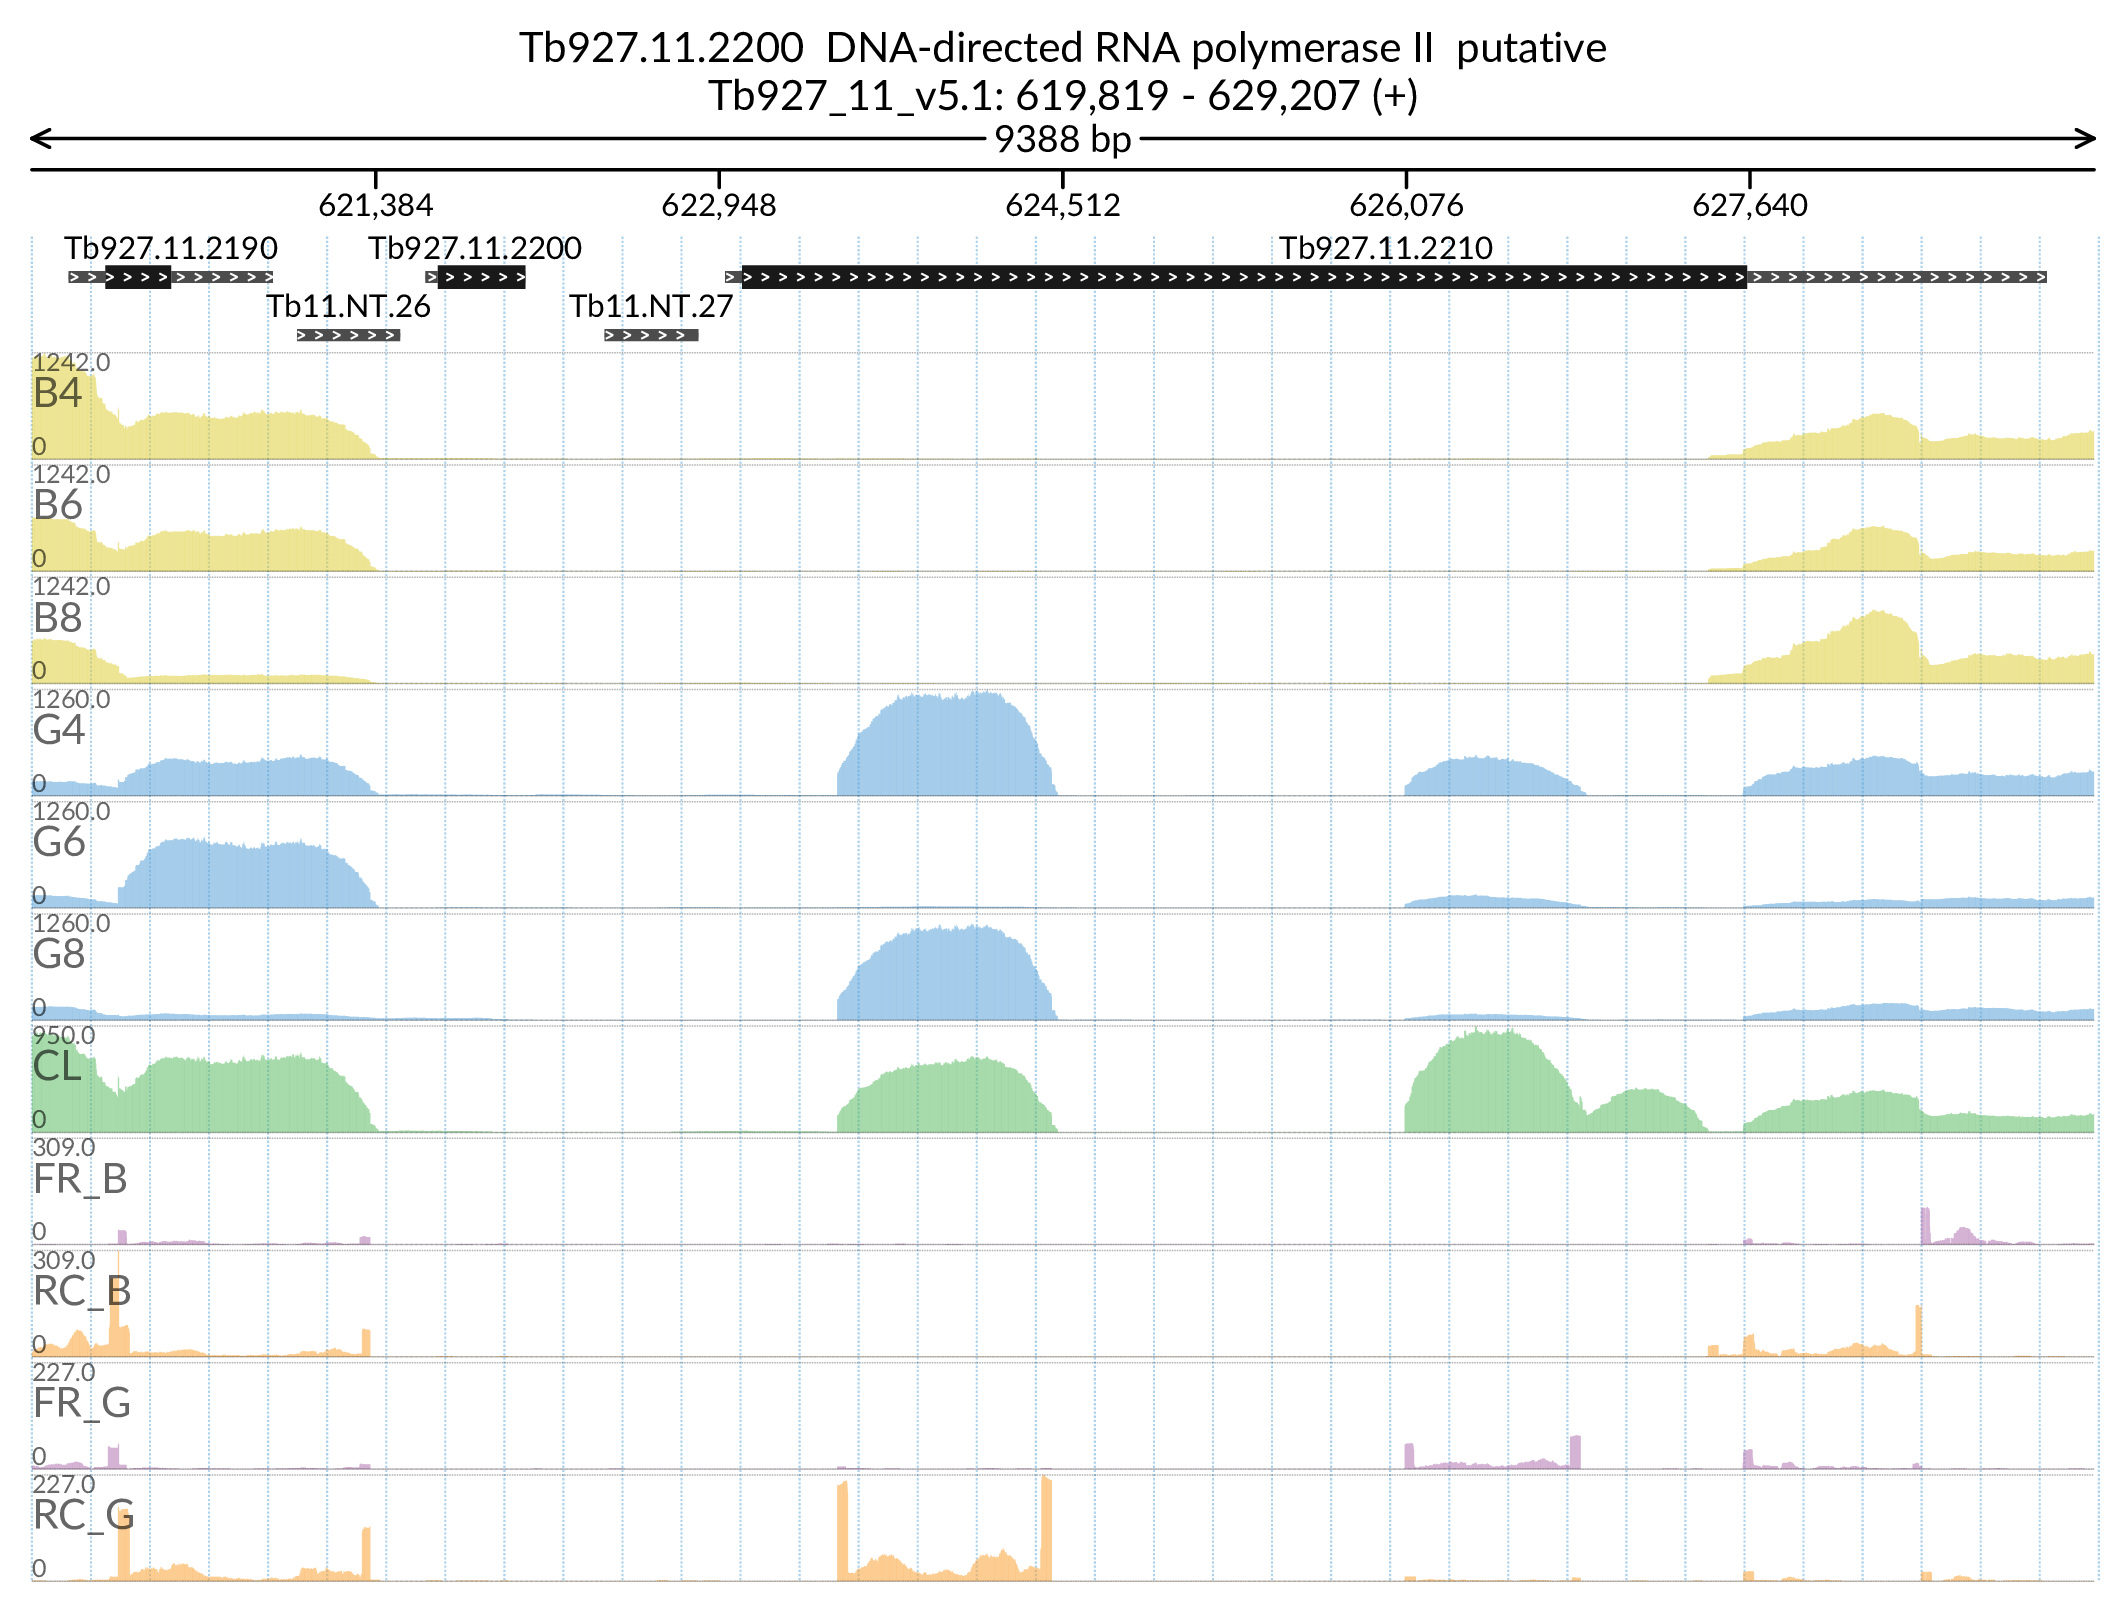 Tb927.11.2200  DNA-directed RNA polymerase II  putative
Tb927_11_v5.1: 619,819 - 629,207 (+)
9388 bp
621,384 622,948 624,512 626,076 627,640
Tb927.11.2190 Tb927.11.2200 Tb927.11.2210
Tb11.NT.26 Tb11.NT.27
1242.0
B4
0
1242.0
B6
0
1242.0
B8
0
1260.0
G4
0
1260.0
G6
0
1260.0
G8
0
950.0
CL
0
309.0
FR_B
0
309.0
RC_B
0
227.0
FR_G
0
227.0
RC_G
0